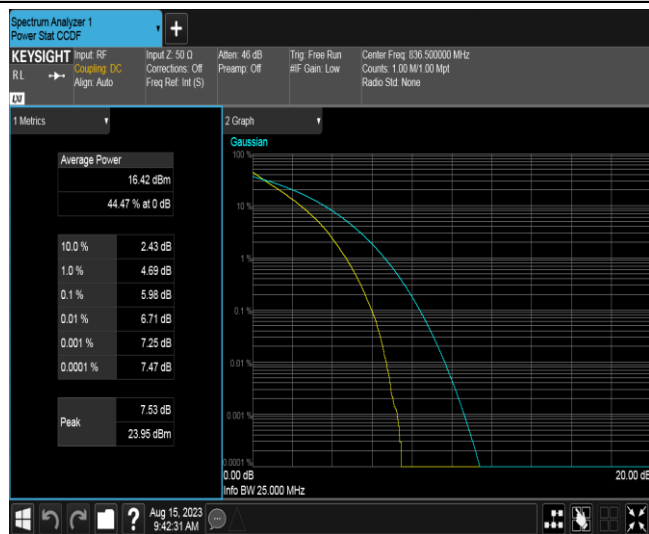 Spectrum Analyzer 1
Power Stat CCDF
+
KEYSIGHT
RL
LXI
Input: RF
Coupling: DC
Align: Auto
Input Z: 50 Ω
Corrections: Off
Freq Ref: Int (S)
Atten: 46 dB
Preamp: Off
Trig: Free Run
#IF Gain: Low
Center Freq: 836.500000 MHz
Counts: 1.00 M/1.00 Mpt
Radio Std: None
1 Metrics
Average Power
16.42 dBm
44.47 % at 0 dB
10.0 % 2.43 dB
1.0 % 4.69 dB
0.1 % 5.98 dB
0.01 % 6.71 dB
0.001 % 7.25 dB
0.0001 % 7.47 dB
Peak
7.53 dB
23.95 dBm
2 Graph
Gaussian
100 %
10 %
1 %
0.1 %
0.01 %
0.001 %
0.0001 %
0.00 dB 20.00 dB
Info BW 25.000 MHz
?
Aug 15, 2023
9:42:31 AM